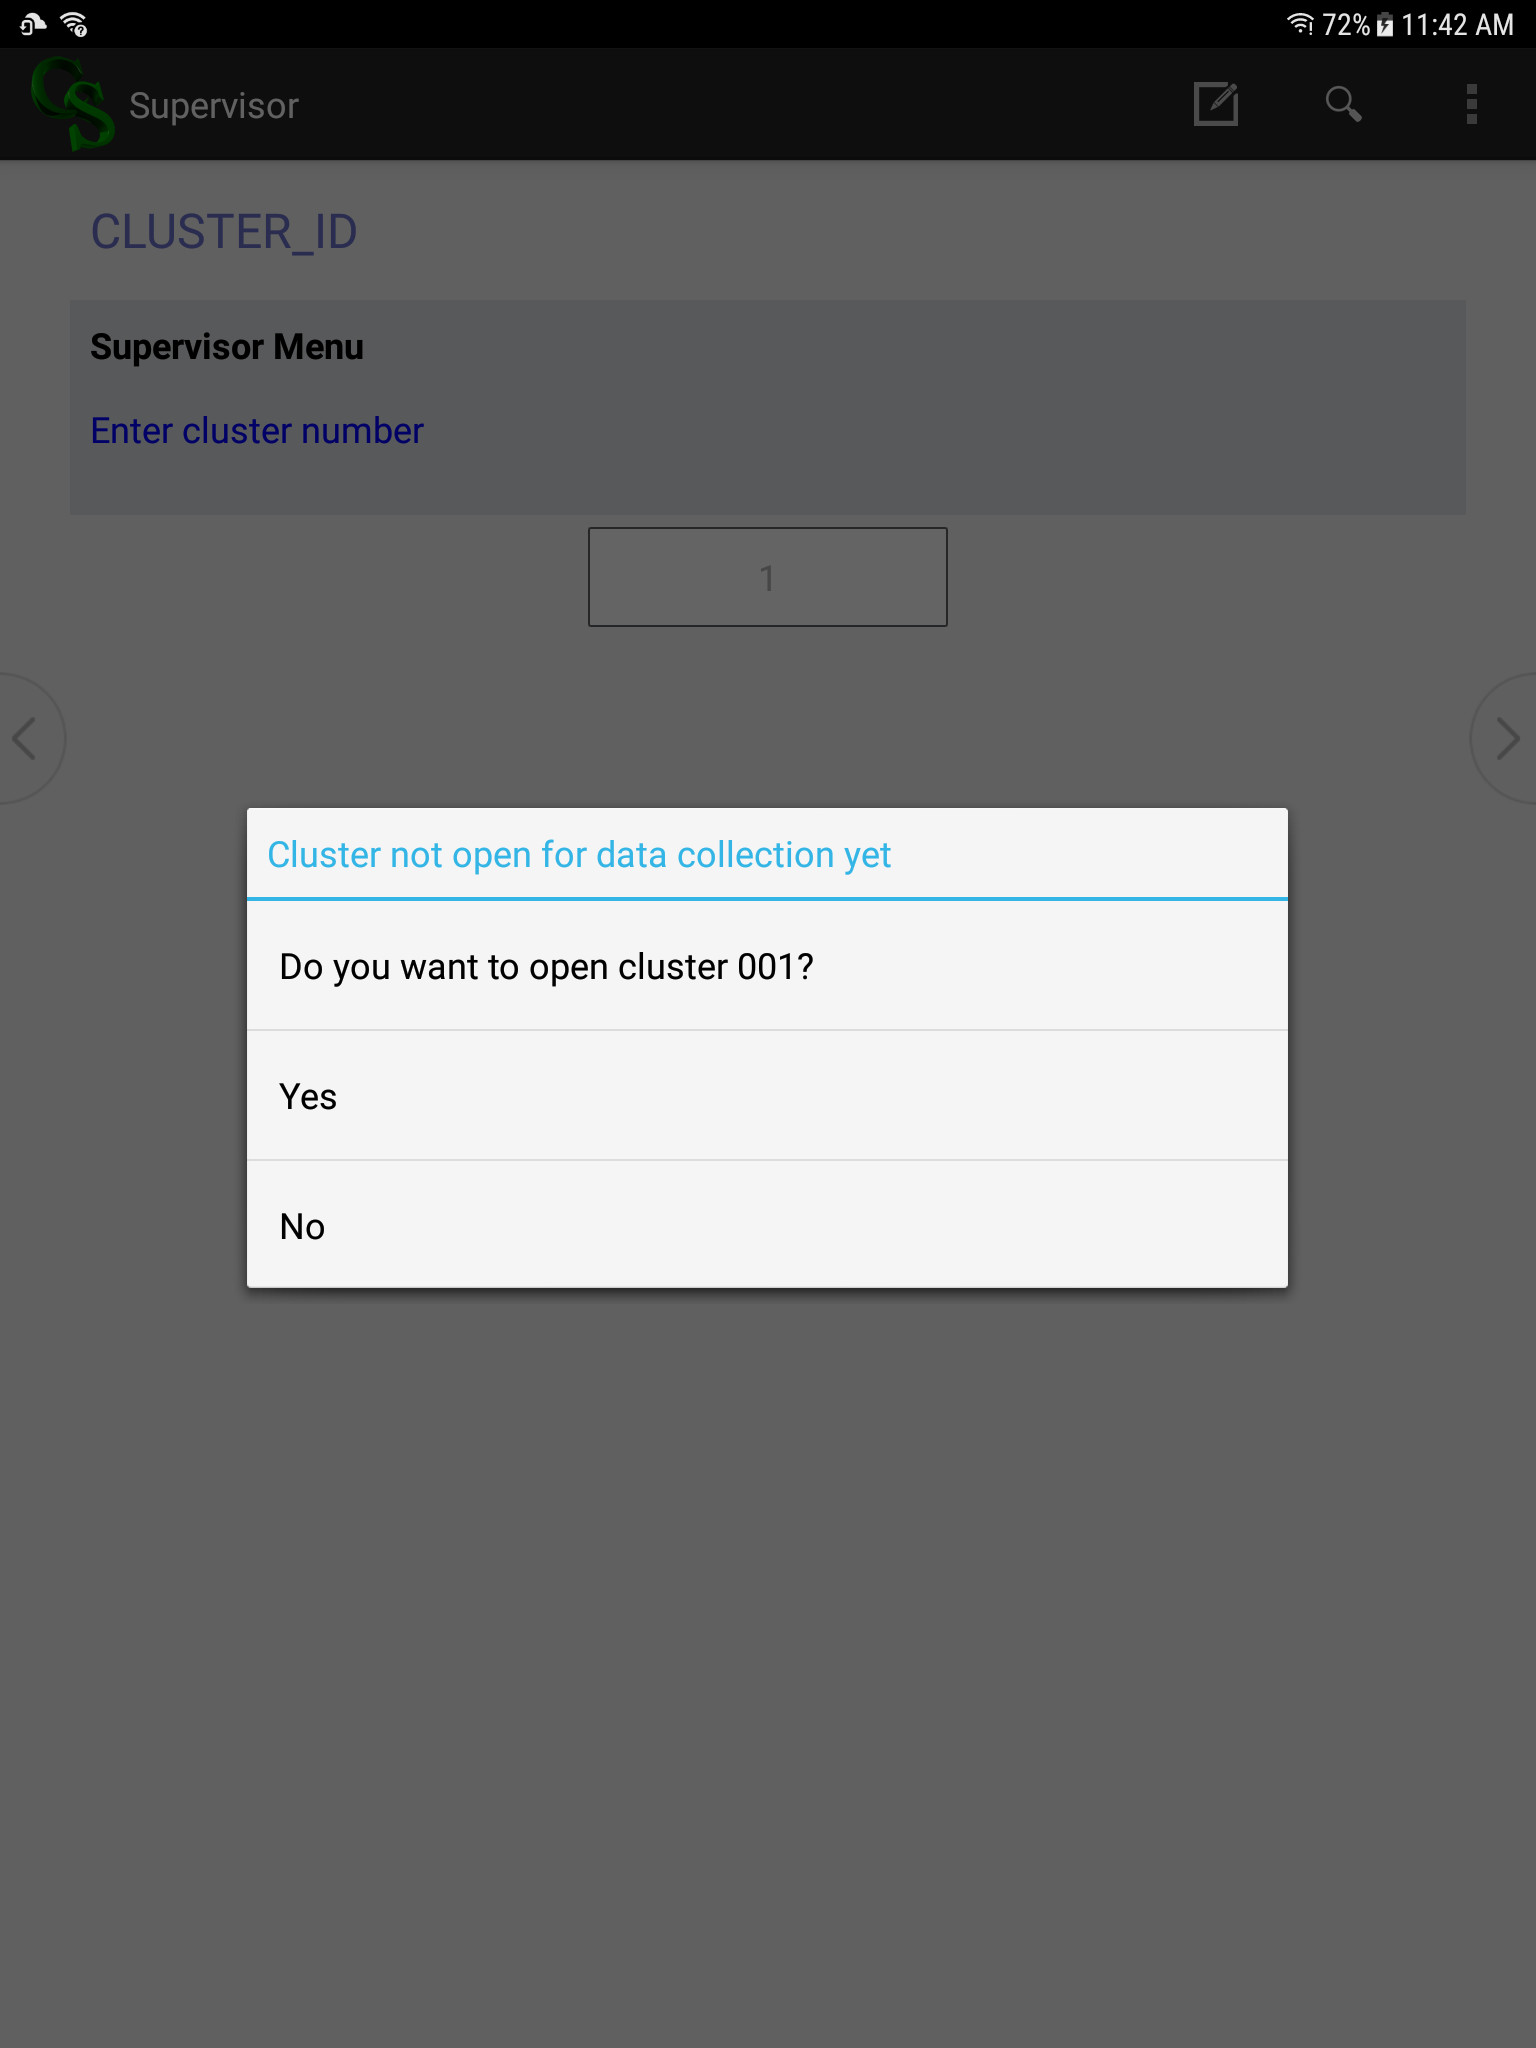 72% 11:42 AM
CS Supervisor
CLUSTER_ID
Supervisor Menu
Enter cluster number
1
Cluster not open for data collection yet
Do you want to open cluster 001?
Yes
No